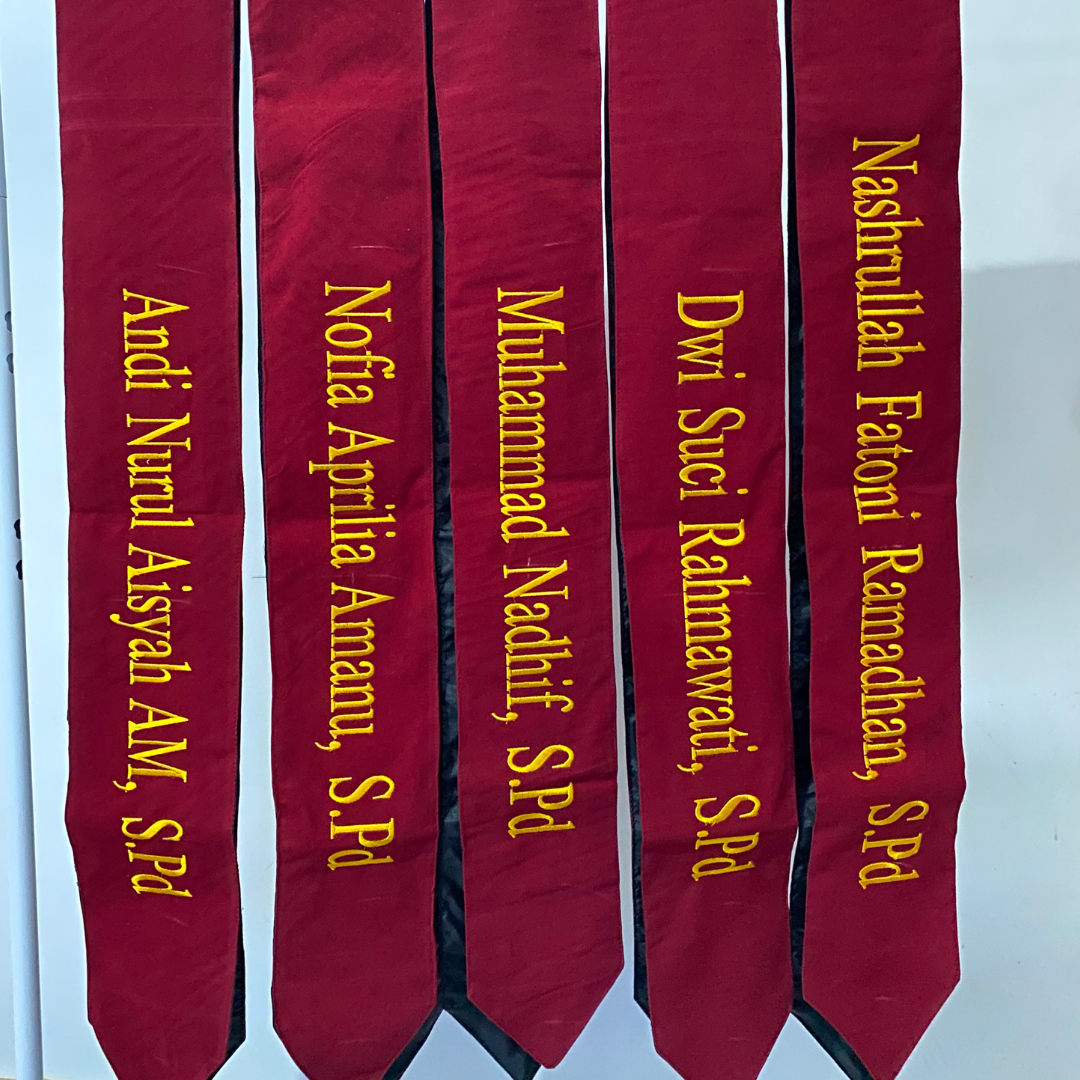 Andi Nurul Aisyah AM, S.Pd
Nofia Aprilia Amanu, S.Pd
Muhammad Nadhif, S.Pd
Dwi Suci Rahmawati, S.Pd
Nashrullah Fatoni Ramadhan, S.Pd